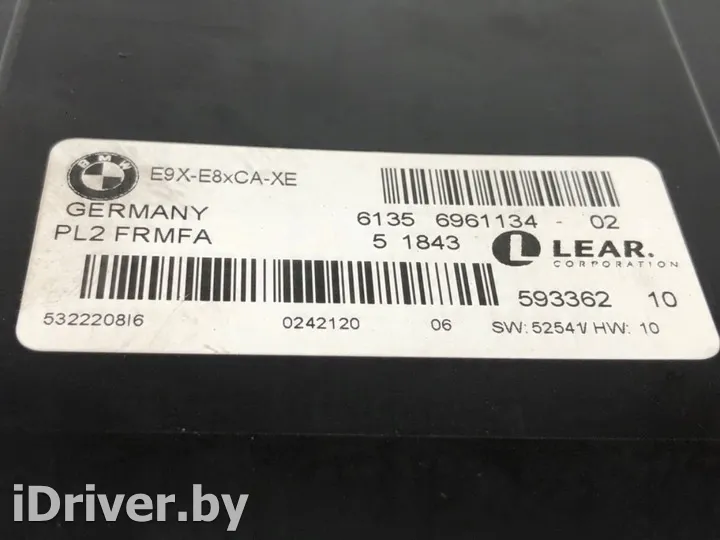 BMW
E9X-E8xCA-XE
GERMANY
6135 6961134 - 02
PL2 FRMFA
5 1843
LEAR.
CORPORATION
593362 10
5322208I6
0242120
06
SW: 52541/ HW: 10
iDriver.by